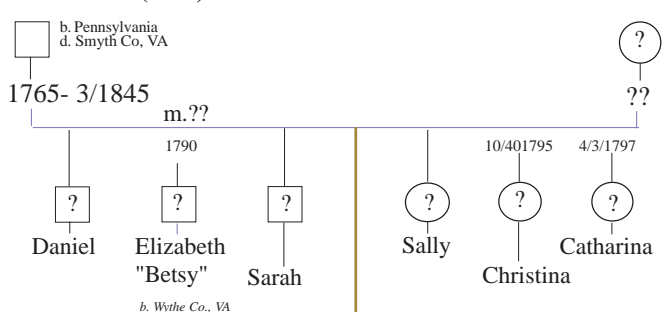 b. Pennsylvania
d. Smyth Co, VA
?
1765- 3/1845
??
m.??
1790
10/401795
4/3/1797
?
?
?
?
?
?
Daniel
Elizabeth
"Betsy"
Sarah
Sally
Christina
Catharina
b. Wythe Co., VA